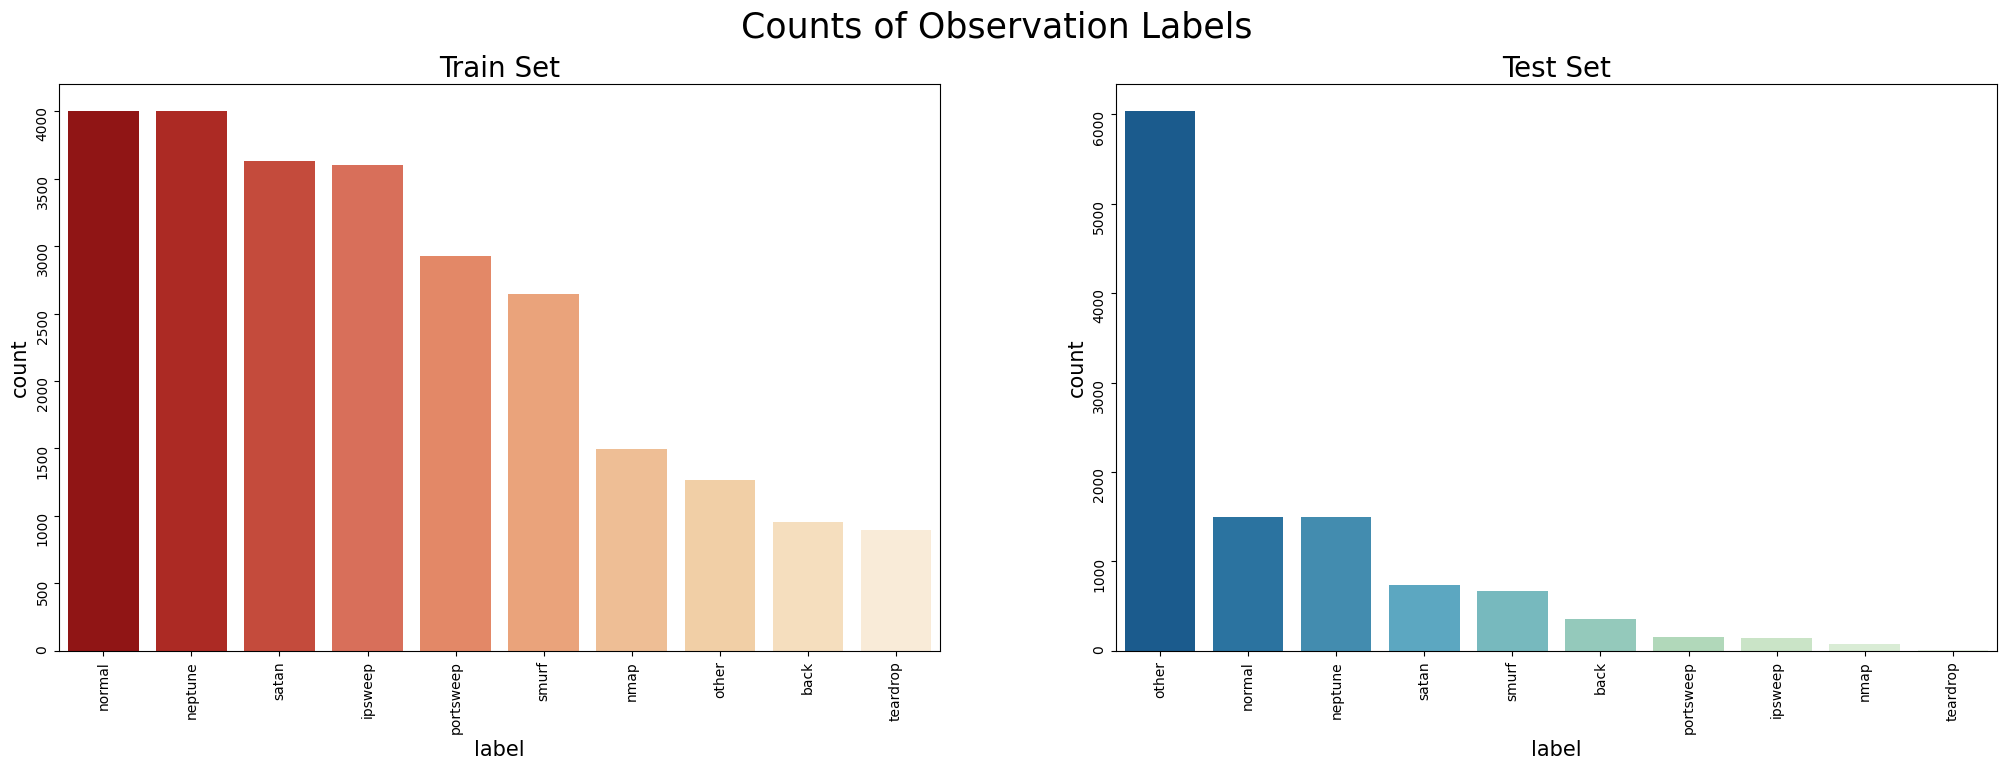 Counts of Observation Labels
Train Set
count
4000
3500
3000
2500
2000
1500
1000
500
0
normal
neptune
satan
ipsweep
portsweep
smurf
nmap
other
back
teardrop
label
Test Set
count
6000
5000
4000
3000
2000
1000
0
other
normal
neptune
satan
smurf
back
portsweep
ipsweep
nmap
teardrop
label